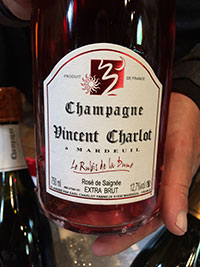 PRODUIT DE FRANCE
Champagne
Vincent Charlot
à MARDEUIL
Le Rubis de la Dune
750 ml
Rosé de Saignée
12,7% vol
EXTRA BRUT